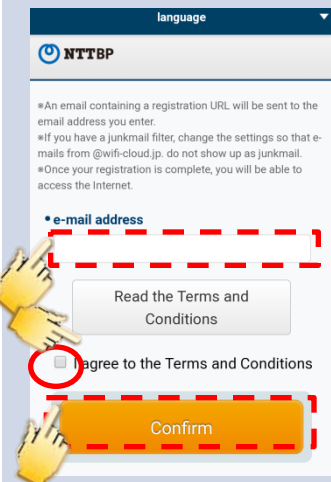 language
NTTBP
※An email containing a registration URL will be sent to the
email address you enter.
※If you have a junkmail filter, change the settings so that e-
mails from @wifi-cloud.jp. do not show up as junkmail.
※Once your registration is complete, you will be able to
access the Internet.
•e-mail address
Read the Terms and
Conditions
I agree to the Terms and Conditions
Confirm